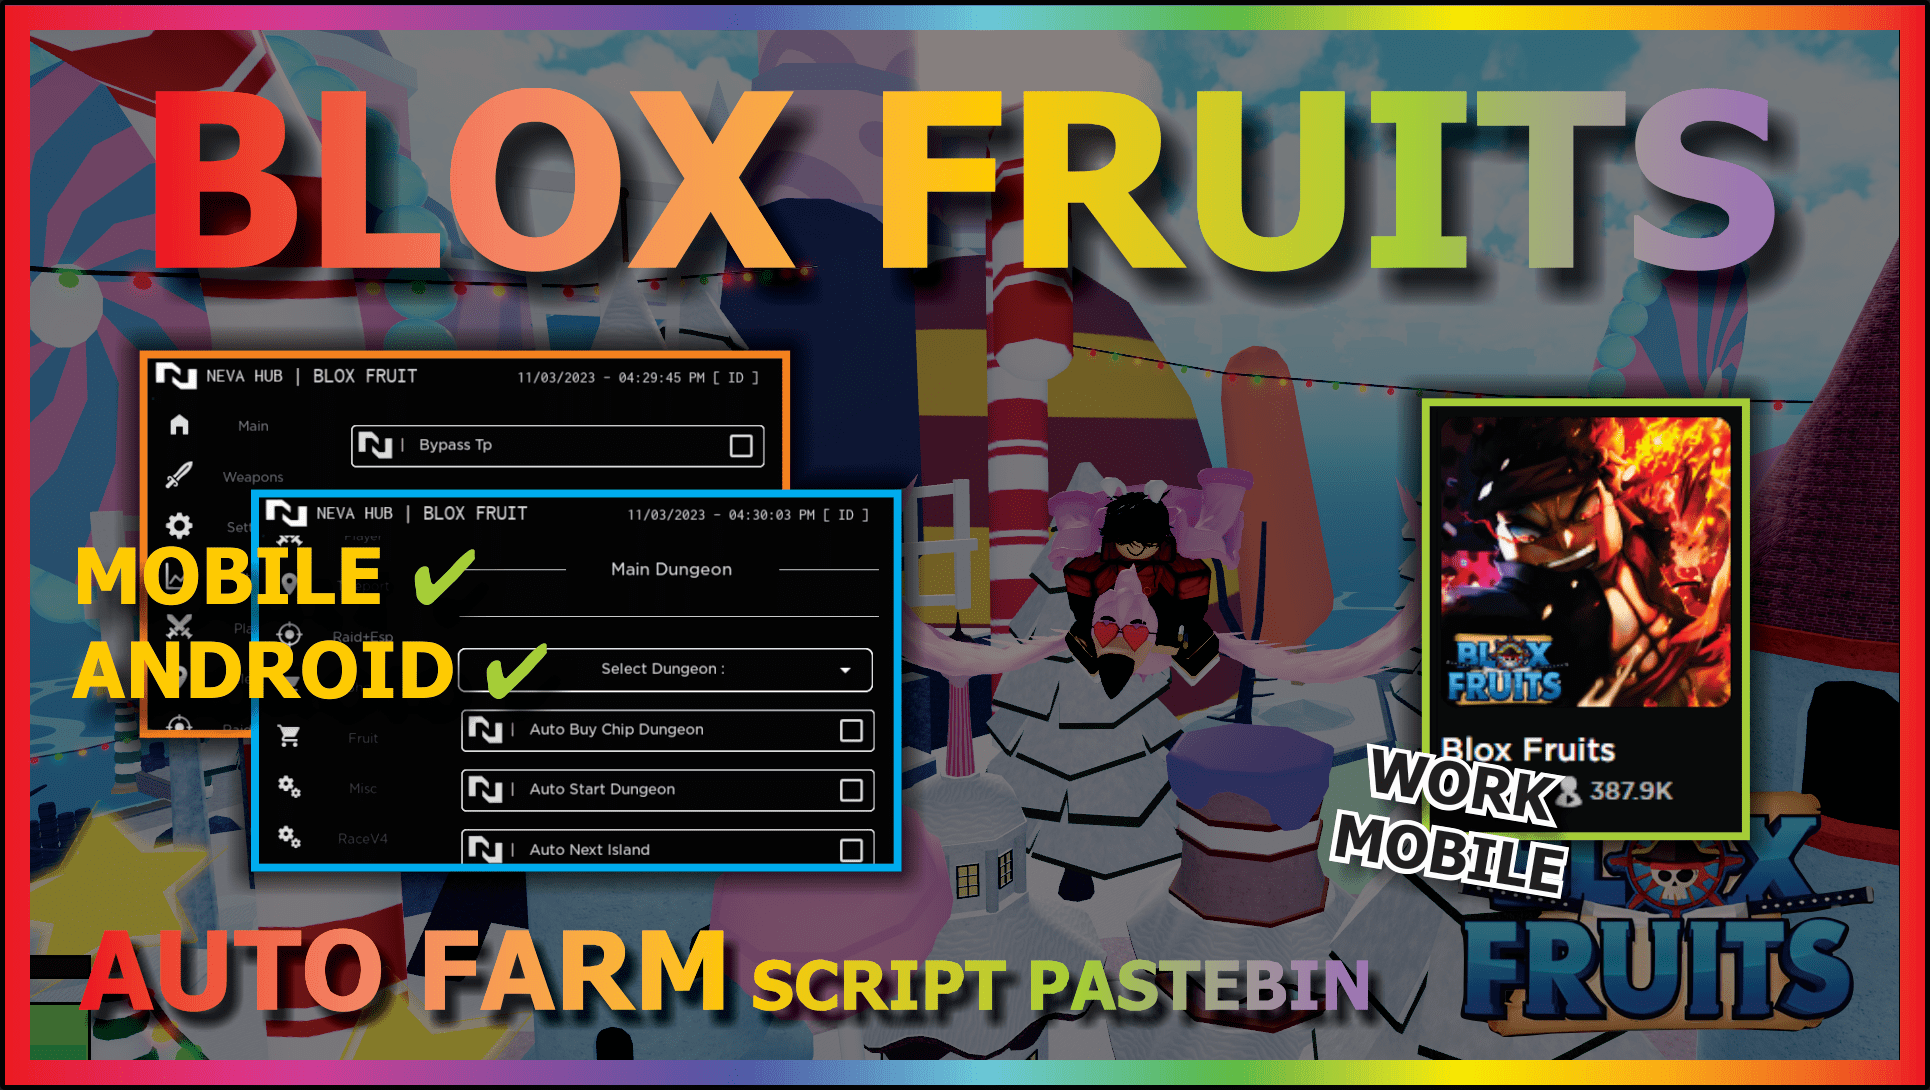 BLOX FRUITS
NEVA HUB | BLOX FRUIT
11/03/2023 - 04:29:45 PM [ ID ]
Main
| Bypass Tp
Weapons
NEVA HUB | BLOX FRUIT
11/03/2023 - 04:30:03 PM [ ID ]
Player
Main Dungeon
MOBILE ✔
Raid+Esp
ANDROID ✔
Select Dungeon :
| Auto Buy Chip Dungeon
Fruit
| Auto Start Dungeon
Misc
RaceV4
| Auto Next Island
BLOX
FRUITS
Blox Fruits
387.9K
WORK
MOBILE
BLOX
FRUITS
AUTO FARM SCRIPT PASTEBIN